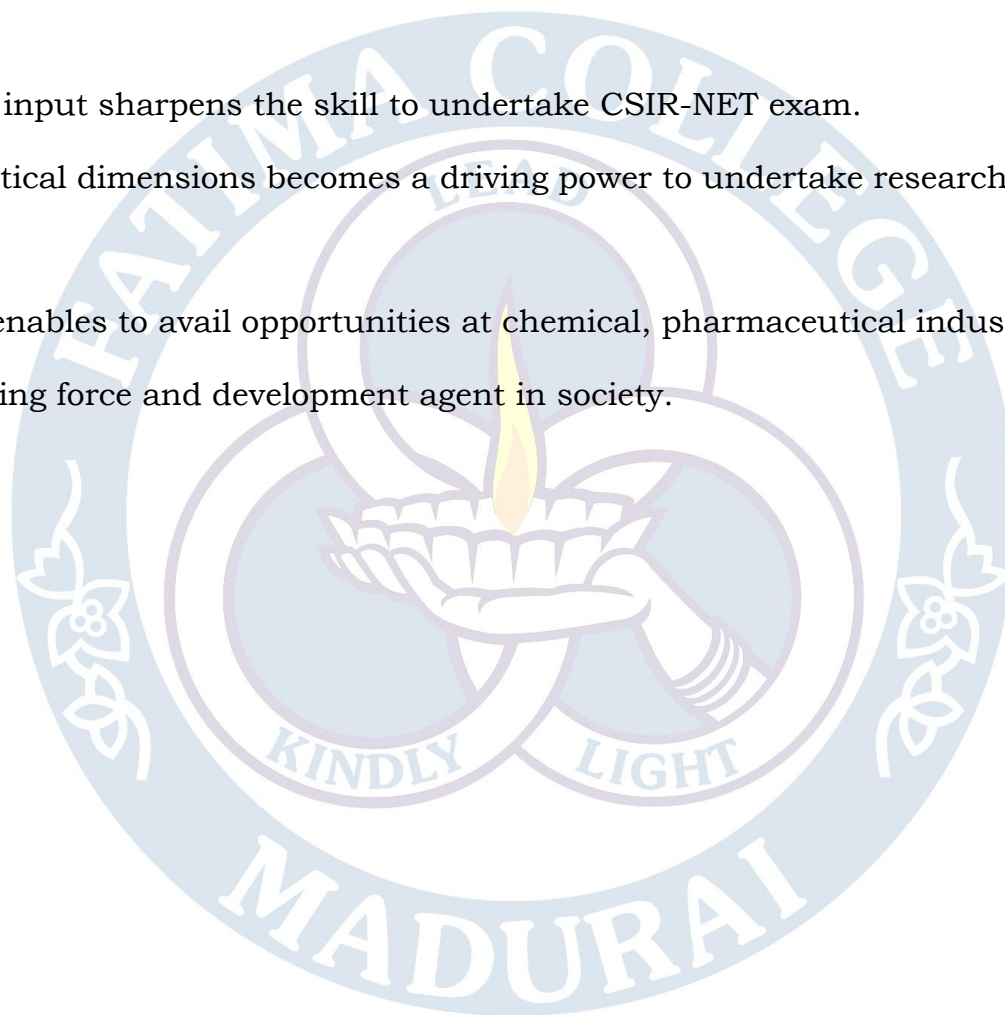 FATIMA COLLEGE
input sharpens the skill to undertake CSIR-NET exam.
LEAD
tical dimensions becomes a driving power to undertake research
enables to avail opportunities at chemical, pharmaceutical indus
ing force and development agent in society.
KINDLY LIGHT
MADURAI